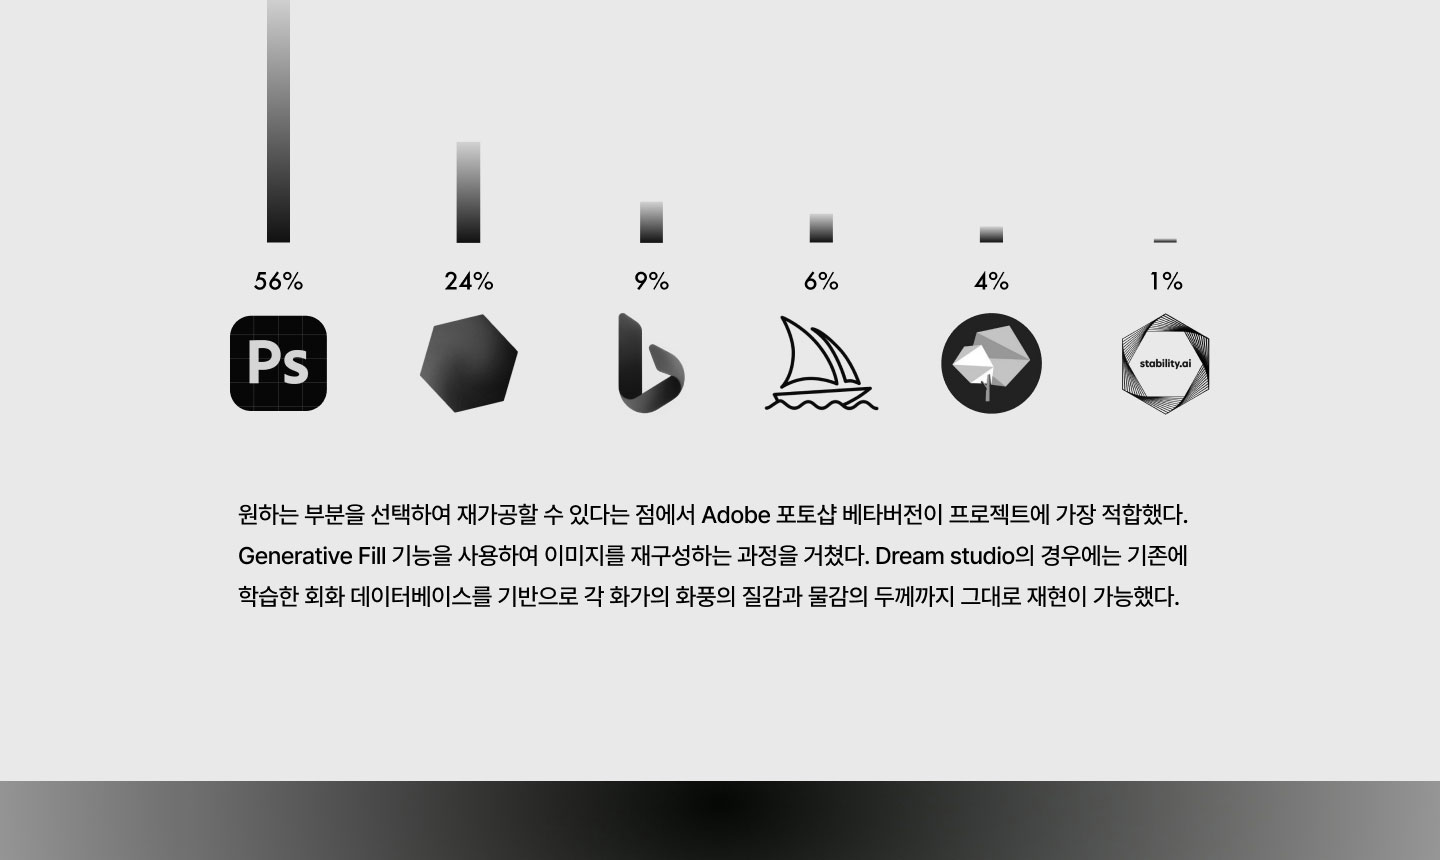 56% 24% 9% 6% 4% 1%
Ps stability.ai
원하는 부분을 선택하여 재가공할 수 있다는 점에서 Adobe 포토샵 베타버전이 프로젝트에 가장 적합했다.
Generative Fill 기능을 사용하여 이미지를 재구성하는 과정을 거쳤다. Dream studio의 경우에는 기존에
학습한 회화 데이터베이스를 기반으로 각 화가의 화풍의 질감과 물감의 두께까지 그대로 재현이 가능했다.